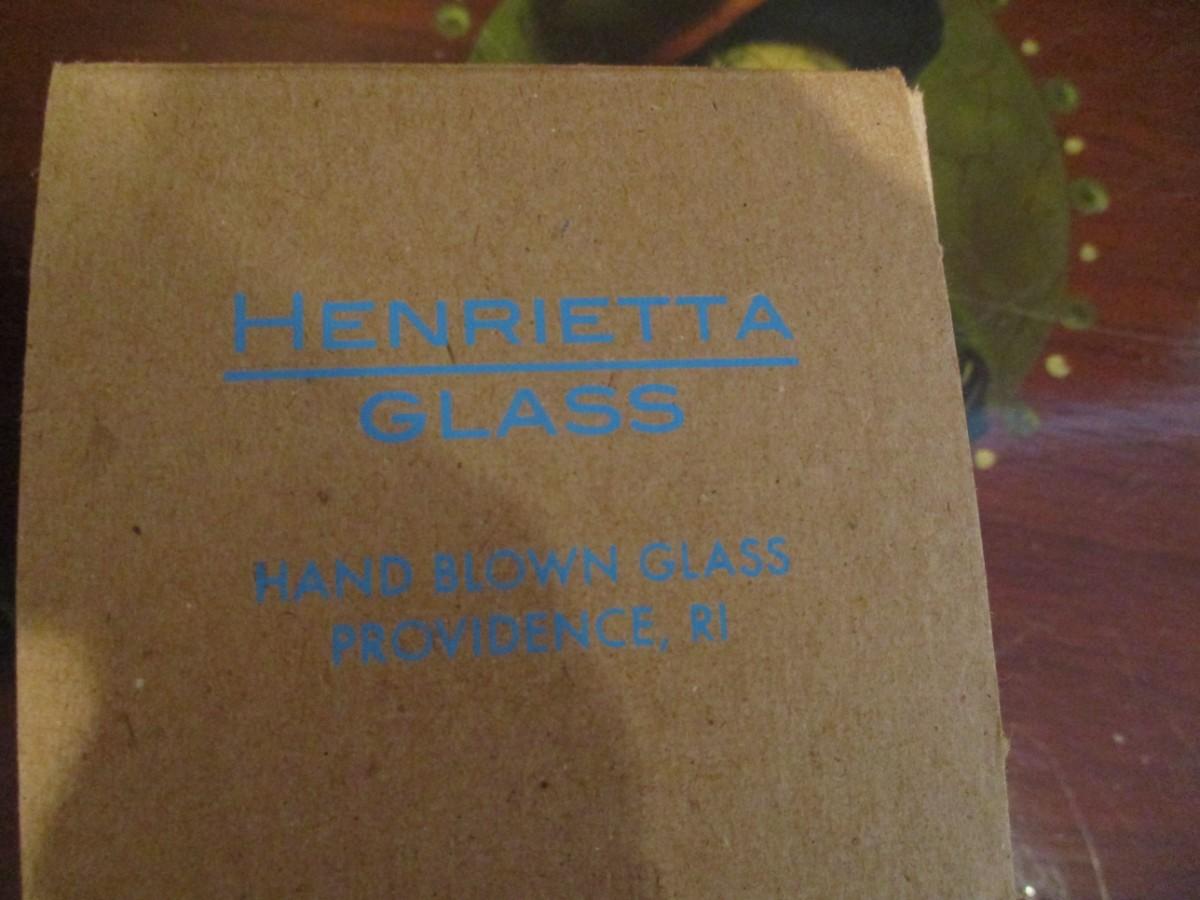 HENRIETTA
GLASS
HAND BLOWN GLASS
PROVIDENCE, RI